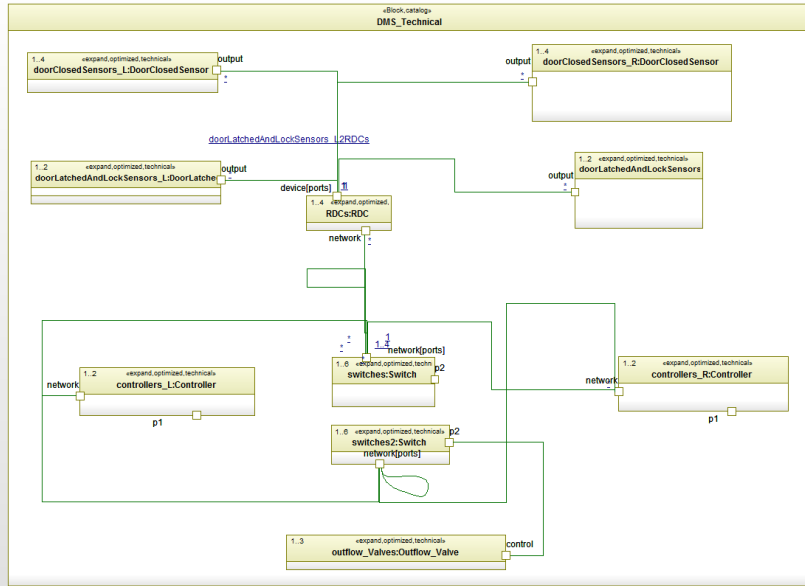 «Block,catalog»
DMS_Technical
1..4 «expand,optimized,technical»
doorClosedSensors_L:DoorClosedSensor
output
*
1..4 «expand,optimized,technical»
doorClosedSensors_R:DoorClosedSensor
output
*
doorLatchedAndLockSensors_L2RDCs
1..2 «expand,optimized,technical»
doorLatchedAndLockSensors_L:DoorLatche
output
1..2 «expand,optimized,technical»
doorLatchedAndLockSensors
output
*
device[ports]
1..4 «expand,optimized,
RDCs:RDC
network
*
*
*
1
1..4
network[ports]
1..6 «expand,optimized,techn
switches:Switch
p2
1..2 «expand,optimized,technical»
controllers_L:Controller
network
p1
1..2 «expand,optimized,technical»
controllers_R:Controller
network
p1
1..6 «expand,optimized,technical»
switches2:Switch
network[ports]
p2
1..3 «expand,optimized,technical»
outflow_Valves:Outflow_Valve
control